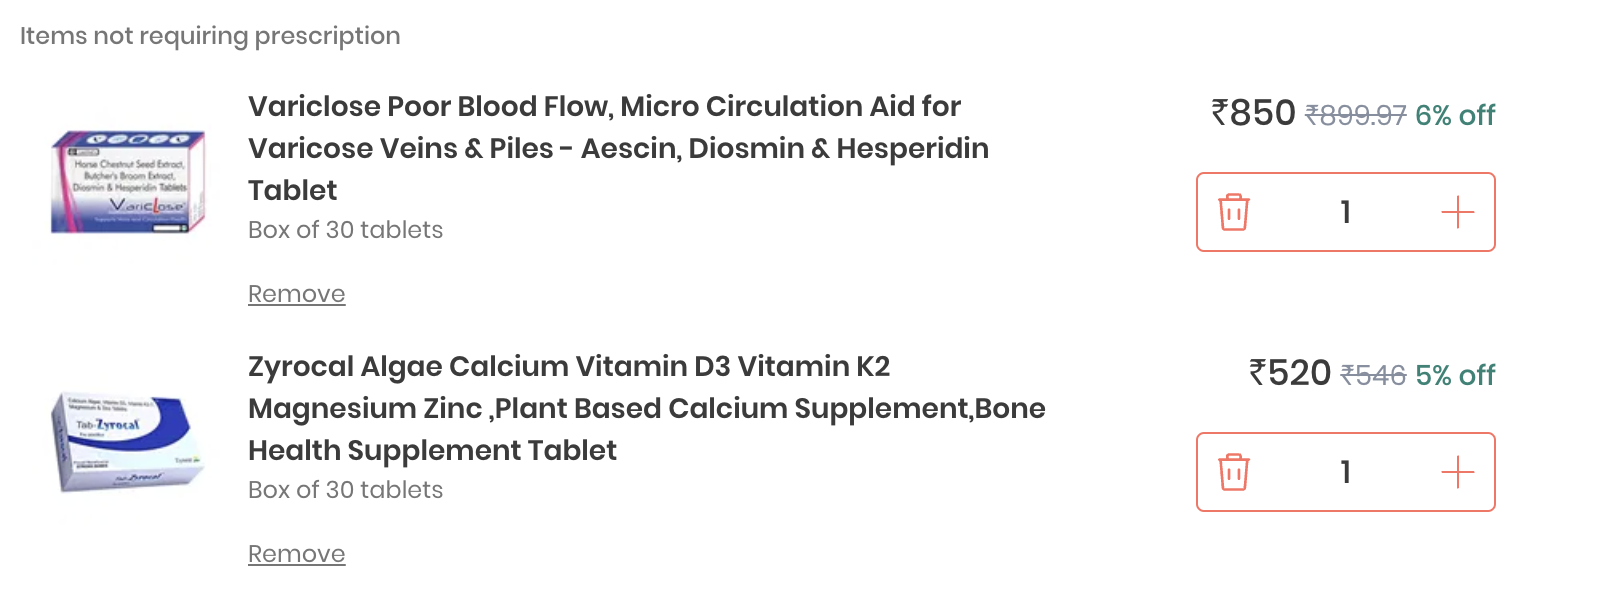 Items not requiring prescription
Variclose Poor Blood Flow, Micro Circulation Aid for
Varicose Veins & Piles - Aescin, Diosmin & Hesperidin
Tablet
Box of 30 tablets
Remove
₹850 ₹899.97 6% off
1
Horse Chestnut Seed Extract,
Butcher's Broom Extract,
Diosmin & Hesperidin Tablets
Variclose
Zyrocal Algae Calcium Vitamin D3 Vitamin K2
Magnesium Zinc ,Plant Based Calcium Supplement,Bone
Health Supplement Tablet
Box of 30 tablets
Remove
₹520 ₹546 5% off
1
Tab-Zyrocal
Tab-Zyrocal